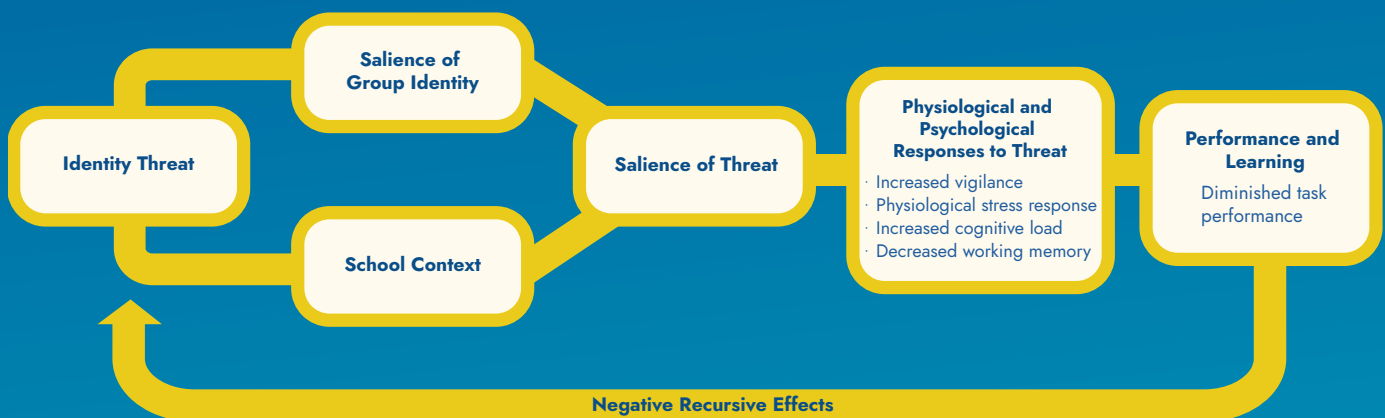 Identity Threat
Salience of
Group Identity
School Context
Salience of Threat
Physiological and
Psychological
Responses to Threat
· Increased vigilance
· Physiological stress response
· Increased cognitive load
· Decreased working memory
Performance and
Learning
Diminished task
performance
Negative Recursive Effects